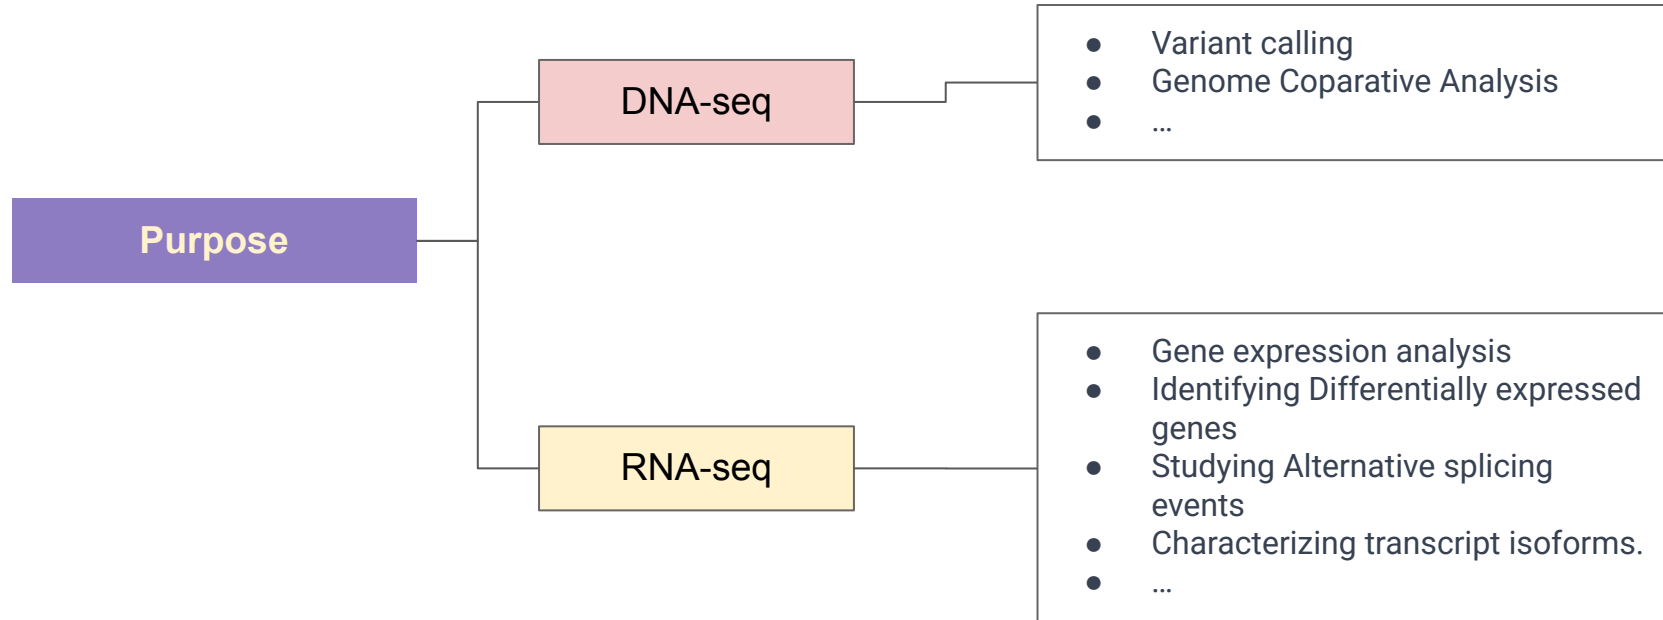 Purpose
DNA-seq
● Variant calling
● Genome Coparative Analysis
● ...
RNA-seq
● Gene expression analysis
● Identifying Differentially expressed
genes
● Studying Alternative splicing
events
● Characterizing transcript isoforms.
● ...